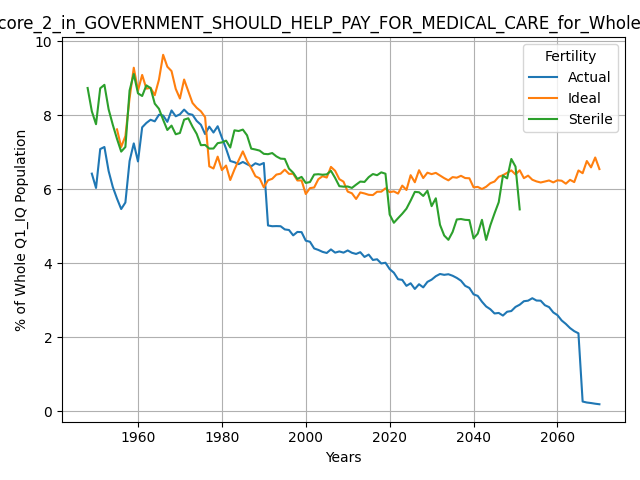 core_2_in_GOVERNMENT_SHOULD_HELP_PAY_FOR_MEDICAL_CARE_for_Whole
% of Whole Q1_IQ Population
10
8
6
4
2
0
Fertility
Actual
Ideal
Sterile
1960
1980
2000
2020
2040
2060
Years